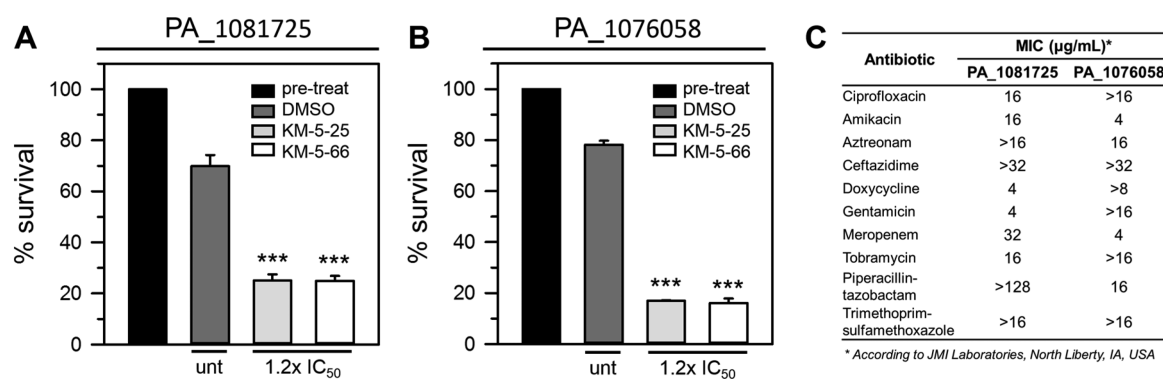 A
PA_1081725
% survival
100
80
60
40
20
0
pre-treat
DMSO
KM-5-25
KM-5-66
*** ***
unt 1.2x IC50
B
PA_1076058
% survival
100
80
60
40
20
0
pre-treat
DMSO
KM-5-25
KM-5-66
*** ***
unt 1.2x IC50
C
Antibiotic MIC (µg/mL)*
PA_1081725 PA_1076058
Ciprofloxacin 16 >16
Amikacin 16 4
Aztreonam >16 16
Ceftazidime >32 >32
Doxycycline 4 >8
Gentamicin 4 >16
Meropenem 32 4
Tobramycin 16 >16
Piperacillin-
tazobactam >128 16
Trimethoprim-
sulfamethoxazole >16 >16
* According to JMI Laboratories, North Liberty, IA, USA